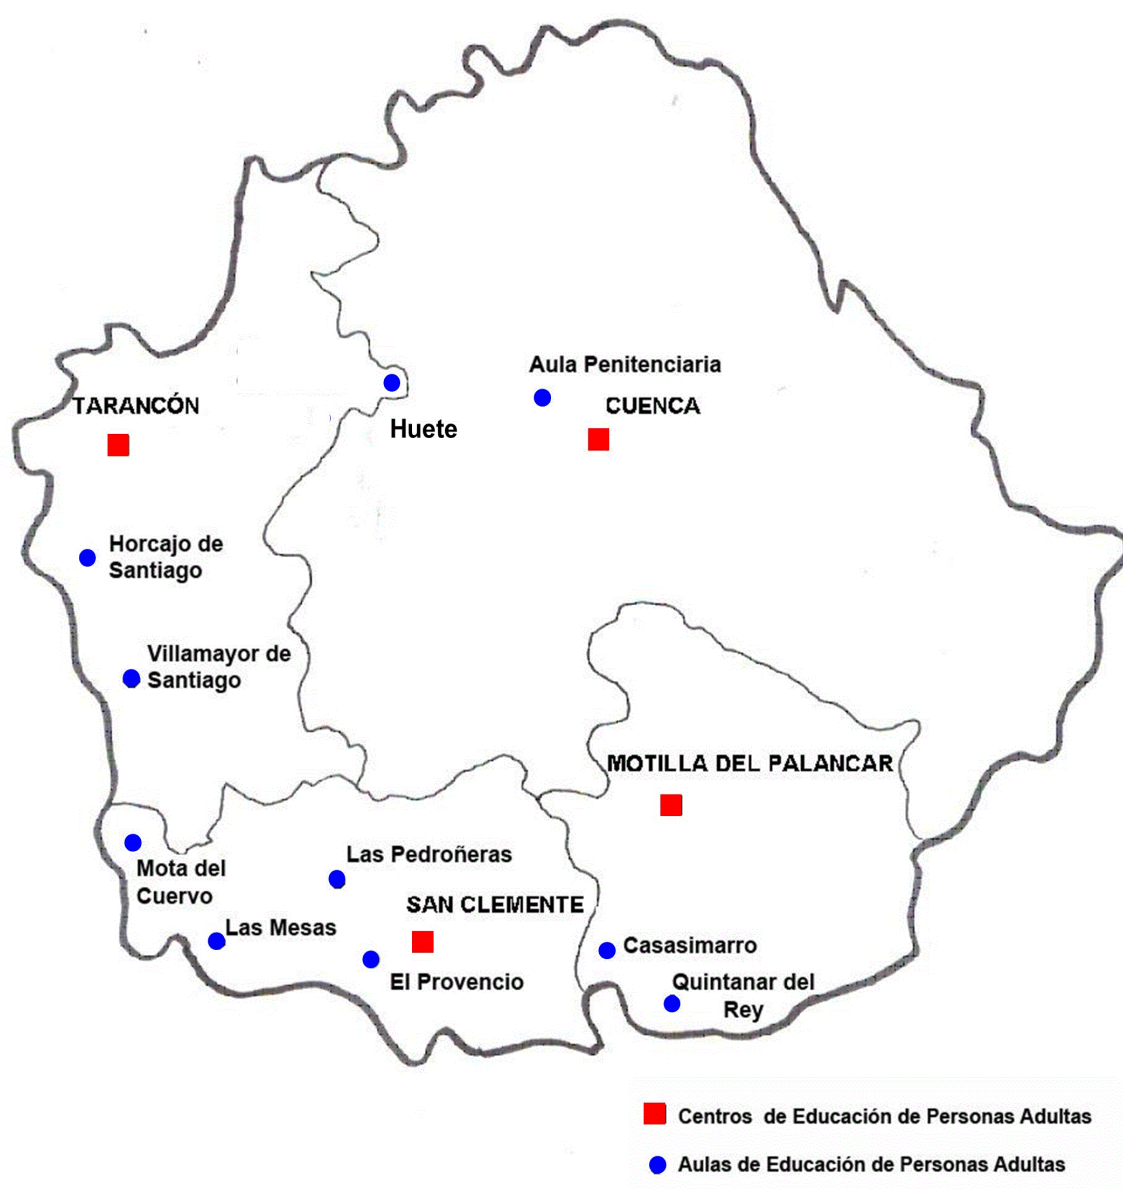 Aula Penitenciaria
CUENCA
TARANCÓN
Huete
Horcajo de
Santiago
Villamayor de
Santiago
MOTILLA DEL PALANCAR
Las Pedroñeras
Mota del
Cuervo
SAN CLEMENTE
Las Mesas
El Provencio
Casasimarro
Quintanar del
Rey
Centros de Educación de Personas Adultas
Aulas de Educación de Personas Adultas